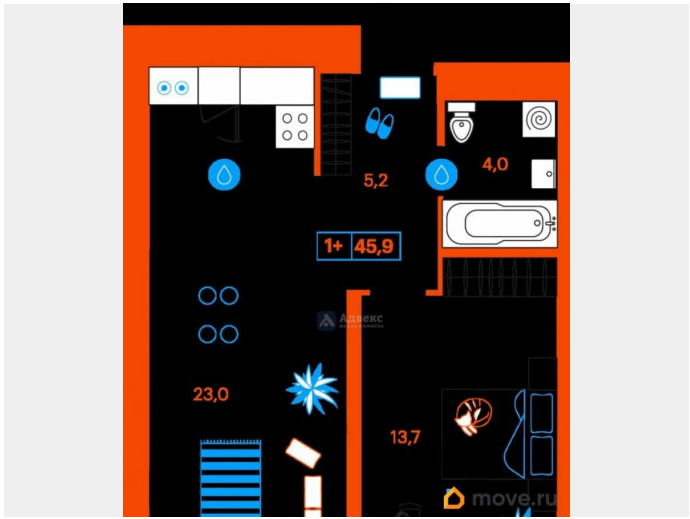 5,2
4,0
1+ 45,9
Адвекс
недвижимость
23,0
13,7
move.ru